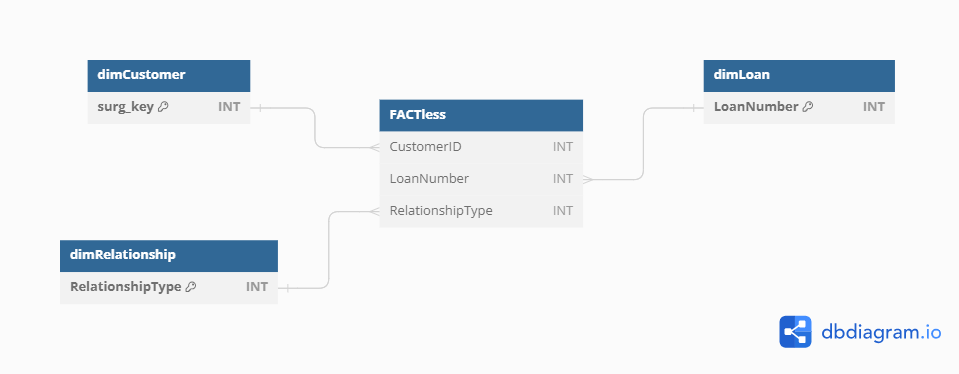 dimCustomer
surg_key INT
dimLoan
LoanNumber INT
FACTless
CustomerID INT
LoanNumber INT
RelationshipType INT
dimRelationship
RelationshipType INT
dbdiagram.io